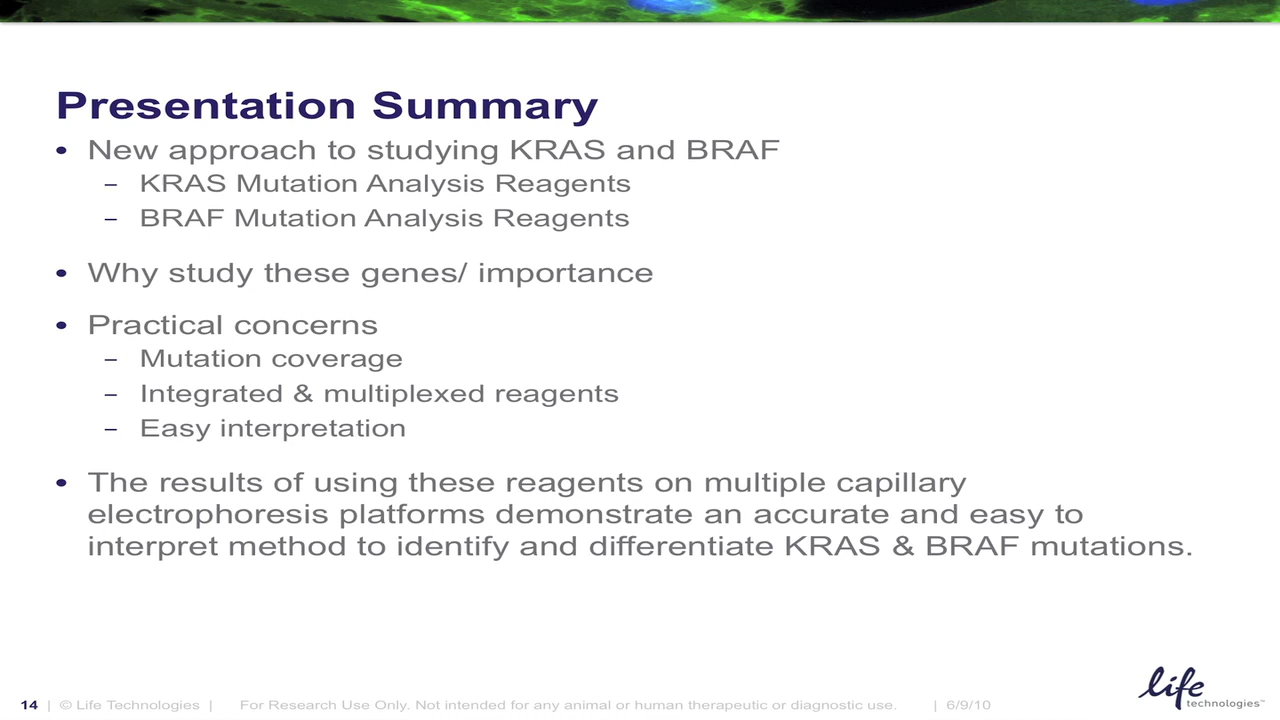 Presentation Summary
• New approach to studying KRAS and BRAF
– KRAS Mutation Analysis Reagents
– BRAF Mutation Analysis Reagents
• Why study these genes/ importance
• Practical concerns
– Mutation coverage
– Integrated & multiplexed reagents
– Easy interpretation
• The results of using these reagents on multiple capillary
electrophoresis platforms demonstrate an accurate and easy to
interpret method to identify and differentiate KRAS & BRAF mutations.
14 | © Life Technologies | For Research Use Only. Not intended for any animal or human therapeutic or diagnostic use. | 6/9/10
life
technologies™